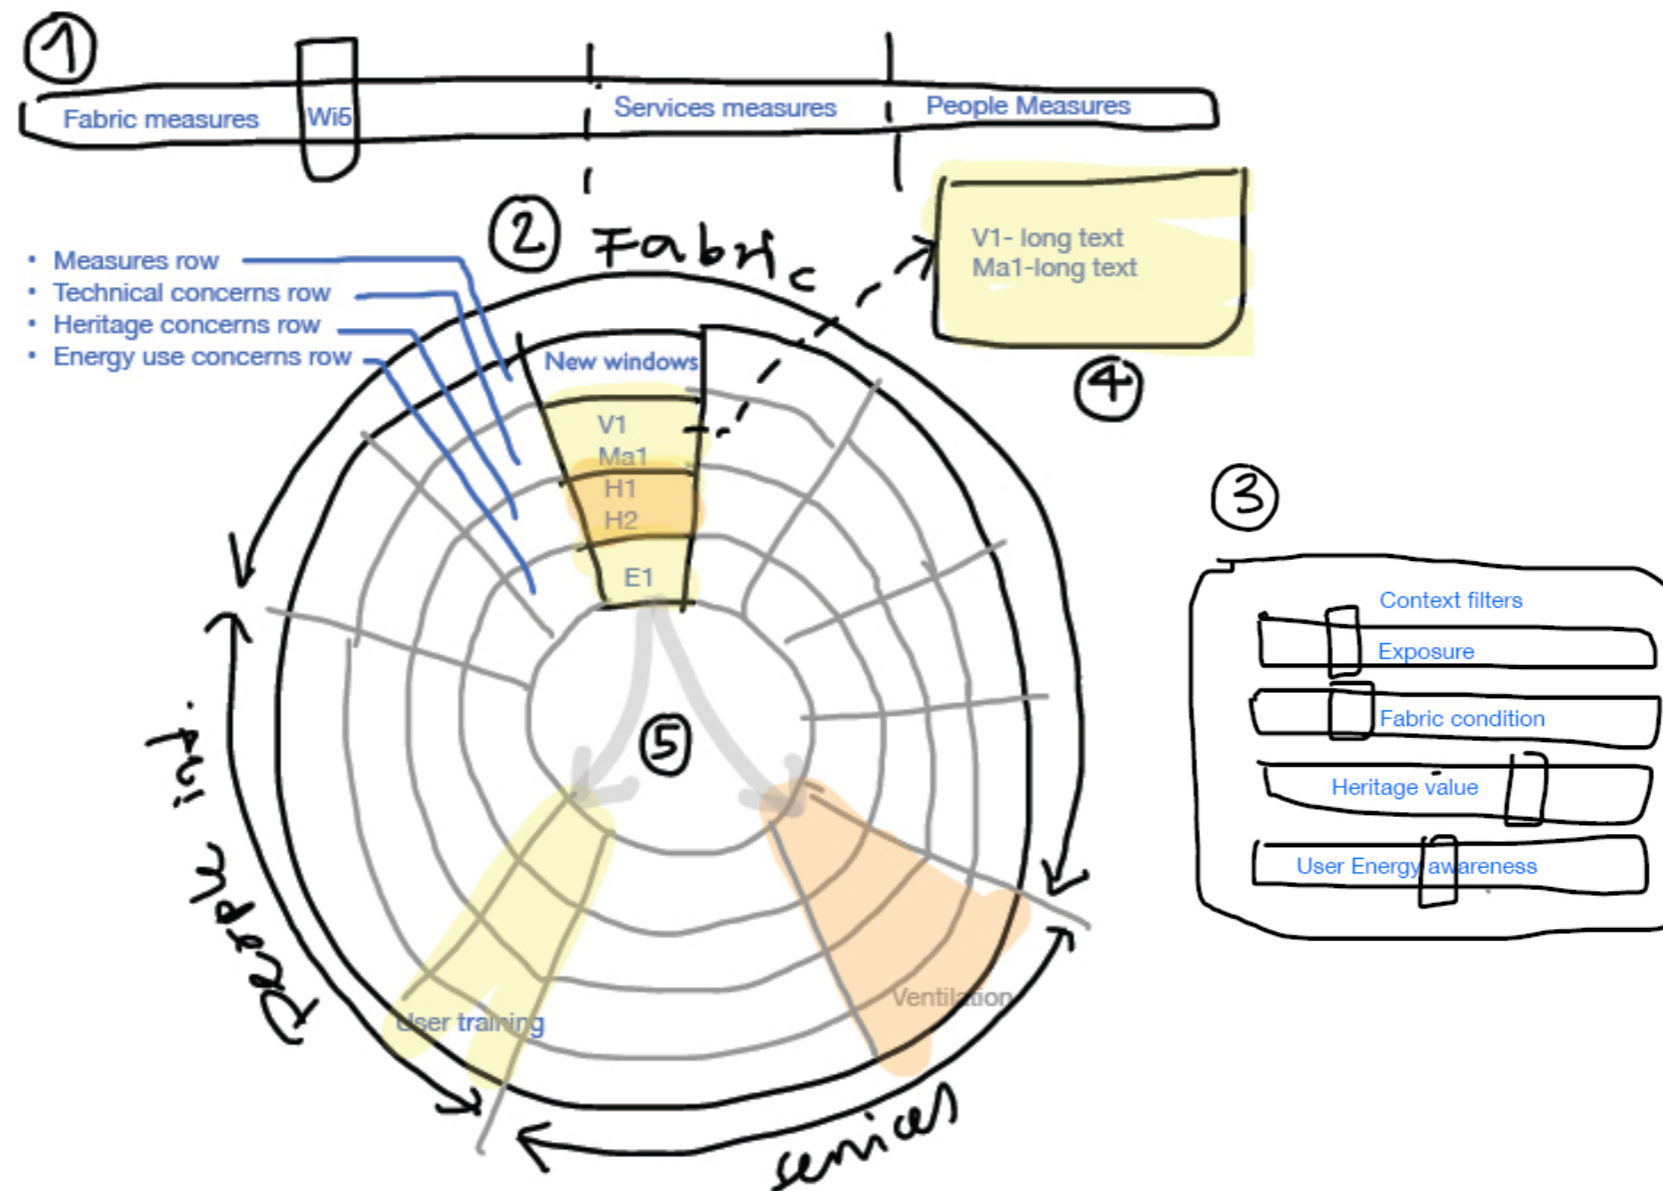 1
Fabric measures
Wi5
Services measures
People Measures
2
Fabric
• Measures row
• Technical concerns row
• Heritage concerns row
• Energy use concerns row
New windows
V1
Ma1
H1
H2
E1
V1- long text
Ma1-long text
4
3
Context filters
Exposure
Fabric condition
Heritage value
User Energy awareness
5
User training
Ventilation
services